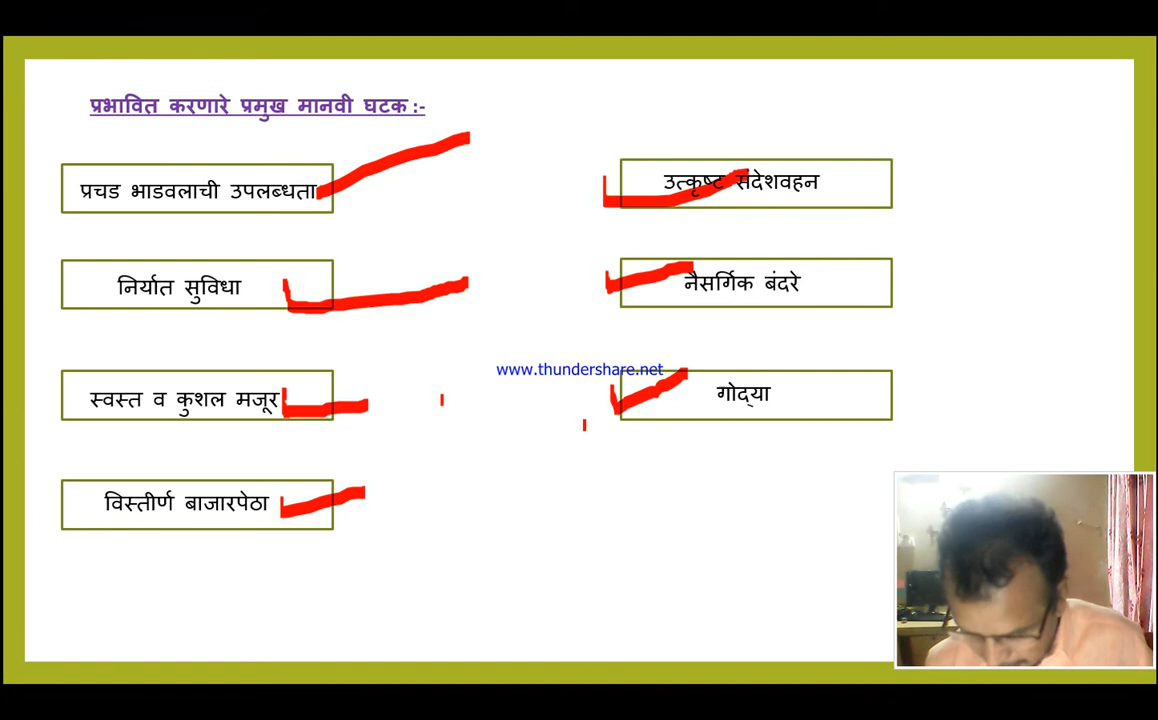 प्रभावित करणारे प्रमुख मानवी घटक :-
प्रचड भाडवलाची उपलब्धता
उत्कृष्ट सदेशवहन
निर्यात सुविधा
नैसर्गिक बंदरे
www.thundershare.net
स्वस्त व कुशल मजूर
गोद्या
विस्तीर्ण बाजारपेठा